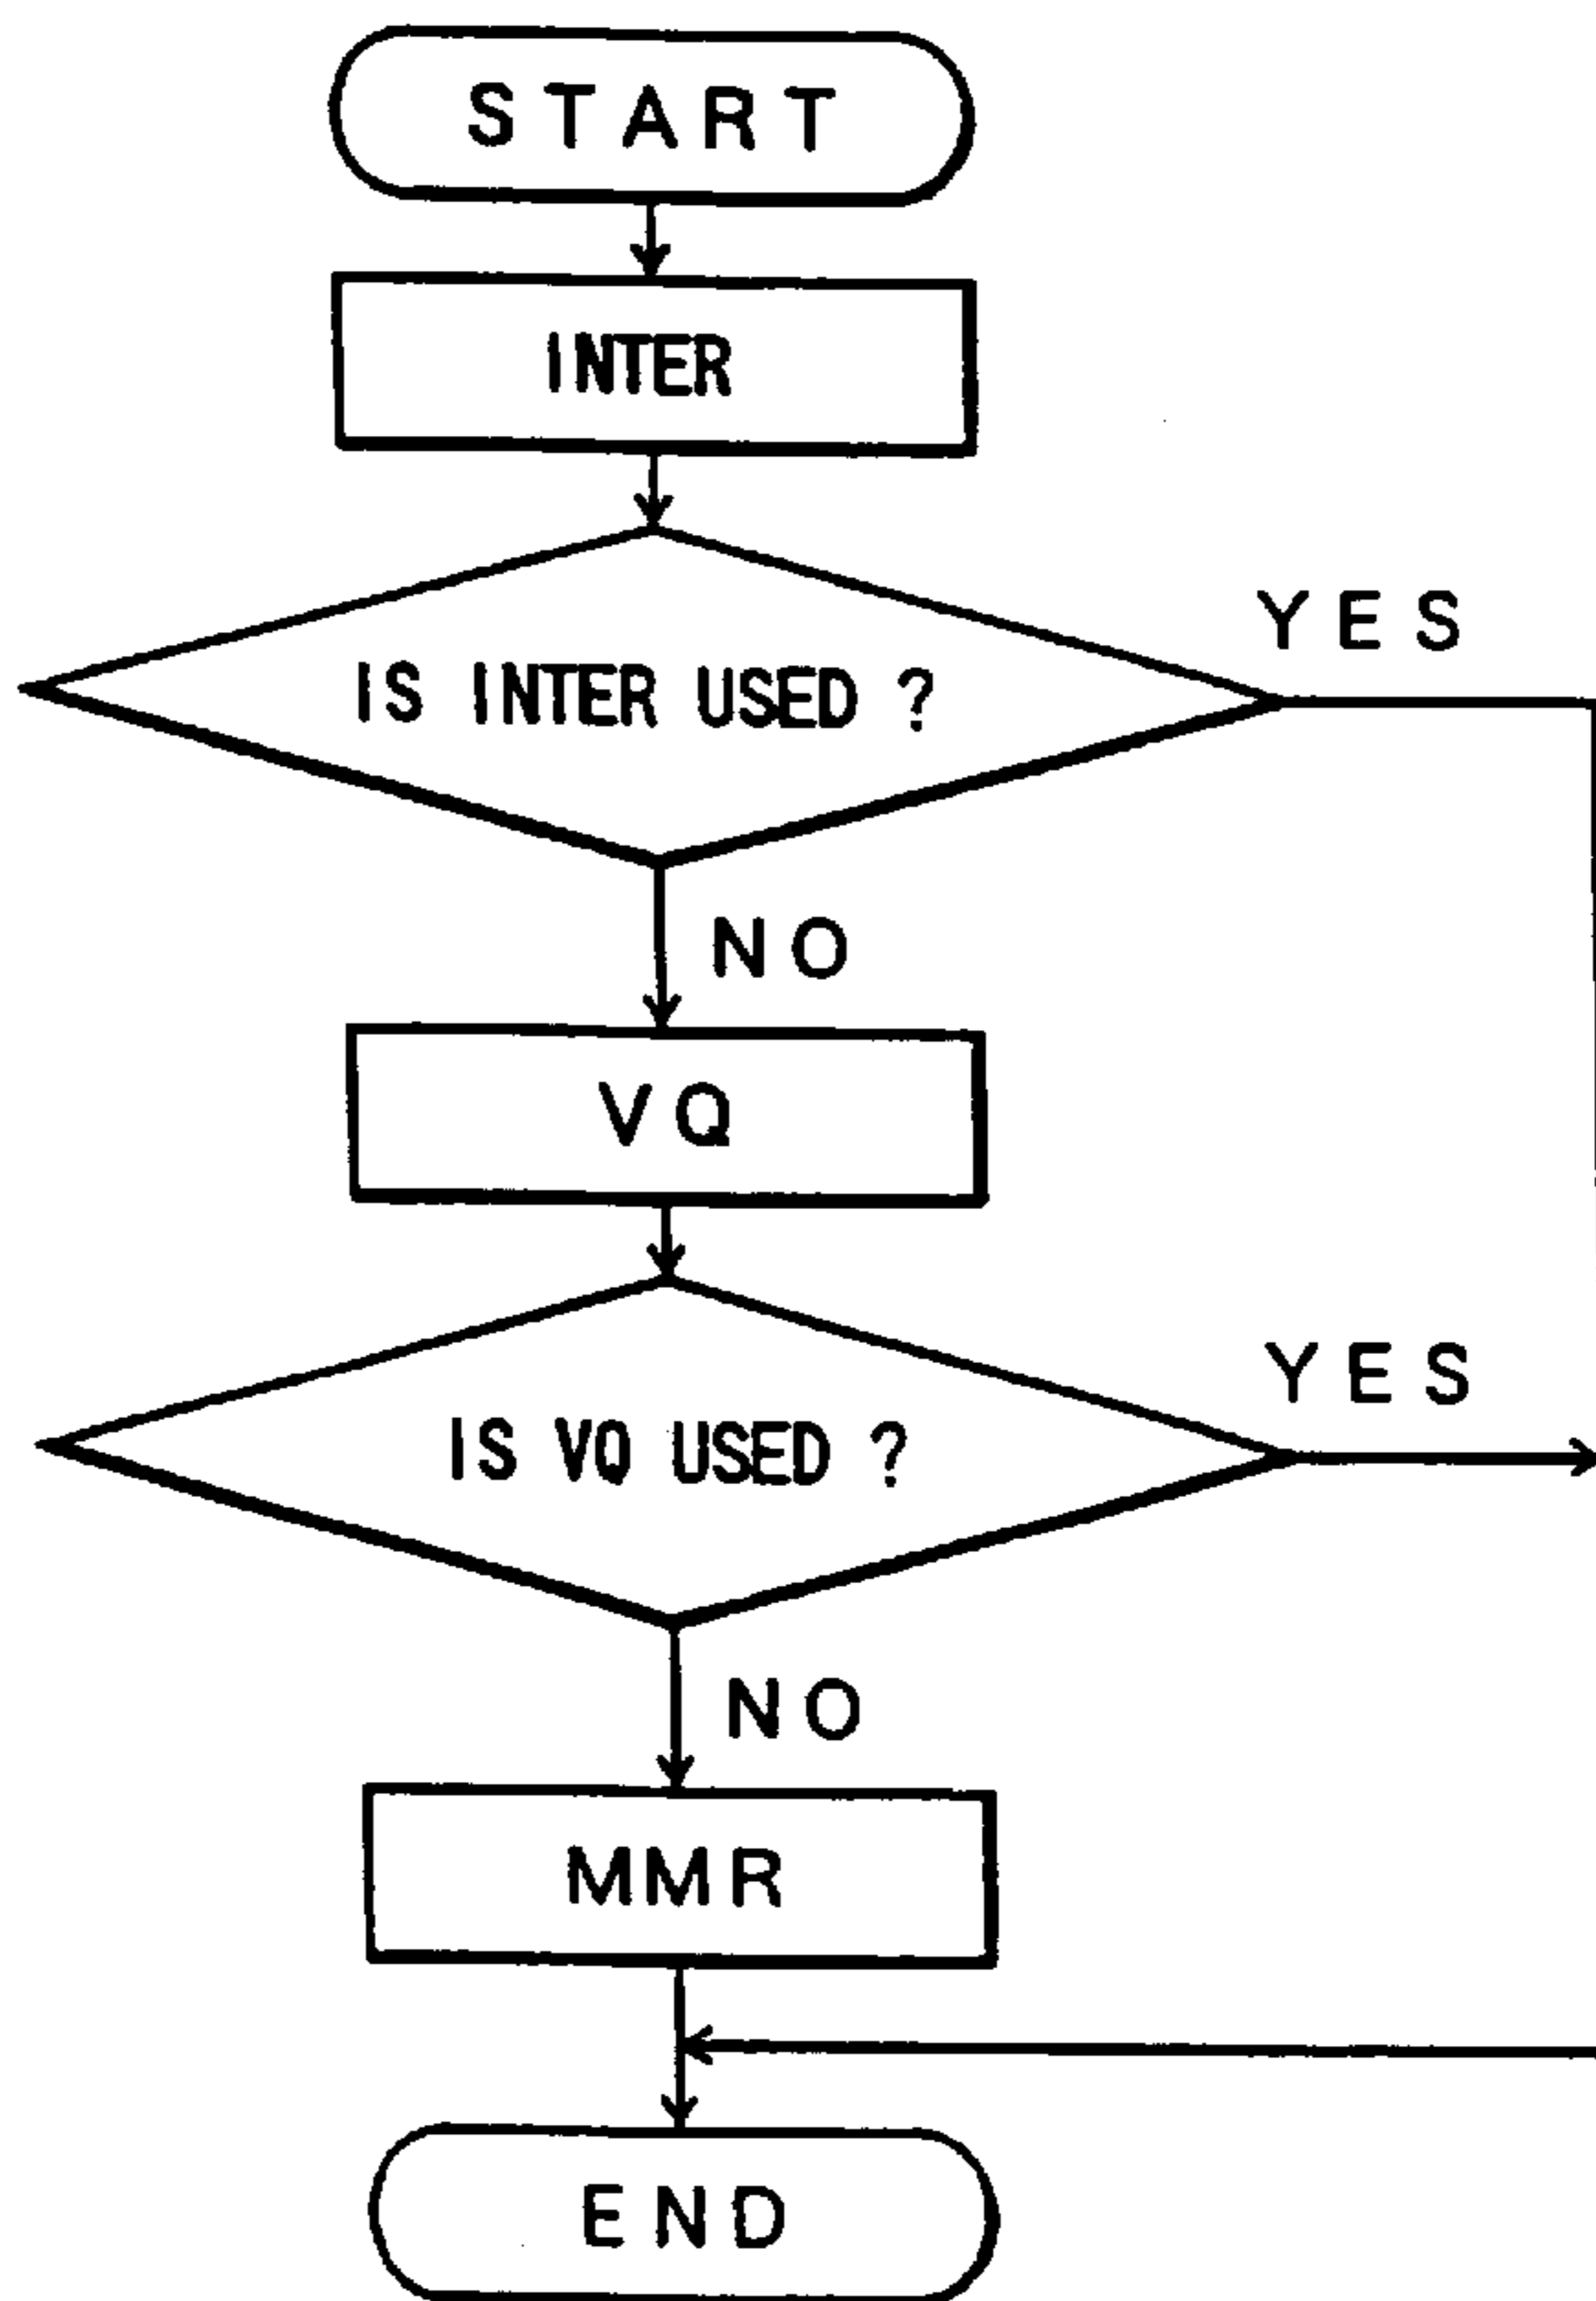 START
INTER
IS INTER USED ?
YES
NO
VQ
IS VQ USED ?
YES
NO
MMR
END